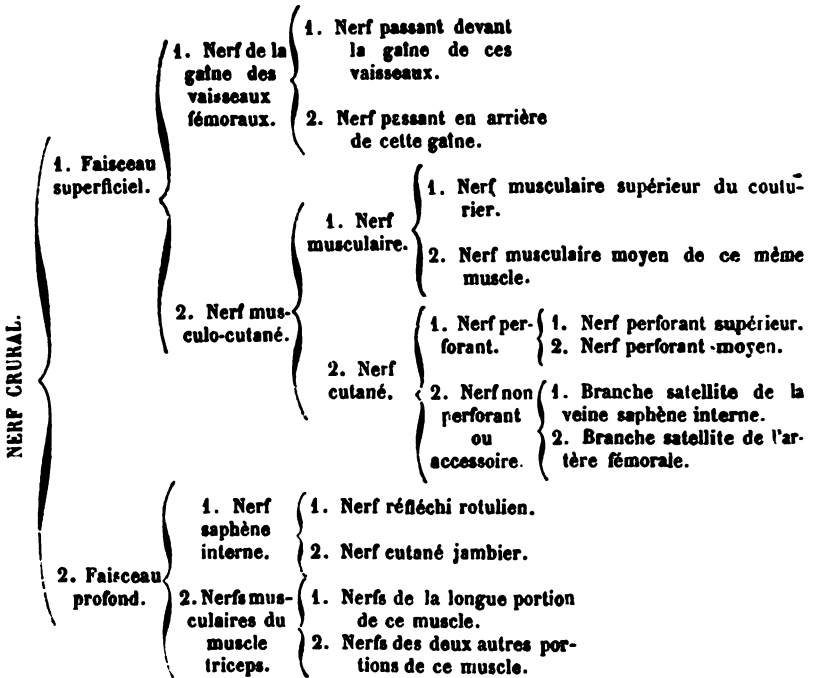 NERF CRURAL.
1. Faisceau
superficiel.
1. Nerf de la
gaîne des
vaisseaux
fémoraux.
1. Nerf passant devant
la gaîne de ces
vaisseaux.
2. Nerf passant en arrière
de cette gaîne.
2. Nerf mus-
culo-cutané.
1. Nerf
musculaire.
1. Nerf musculaire supérieur du coutu-
rier.
2. Nerf musculaire moyen de ce même
muscle.
2. Nerf
cutané.
1. Nerf per-
forant.
1. Nerf perforant supérieur.
2. Nerf perforant moyen.
2. Nerf non
perforant
ou
accessoire.
1. Branche satellite de la
veine saphène interne.
2. Branche satellite de l'ar-
tère fémorale.
2. Faisceau
profond.
1. Nerf
saphène
interne.
1. Nerf réfléchi rotulien.
2. Nerf cutané jambier.
2. Nerfs mus-
culaires du
muscle
triceps.
1. Nerfs de la longue portion
de ce muscle.
2. Nerfs des deux autres por-
tions de ce muscle.